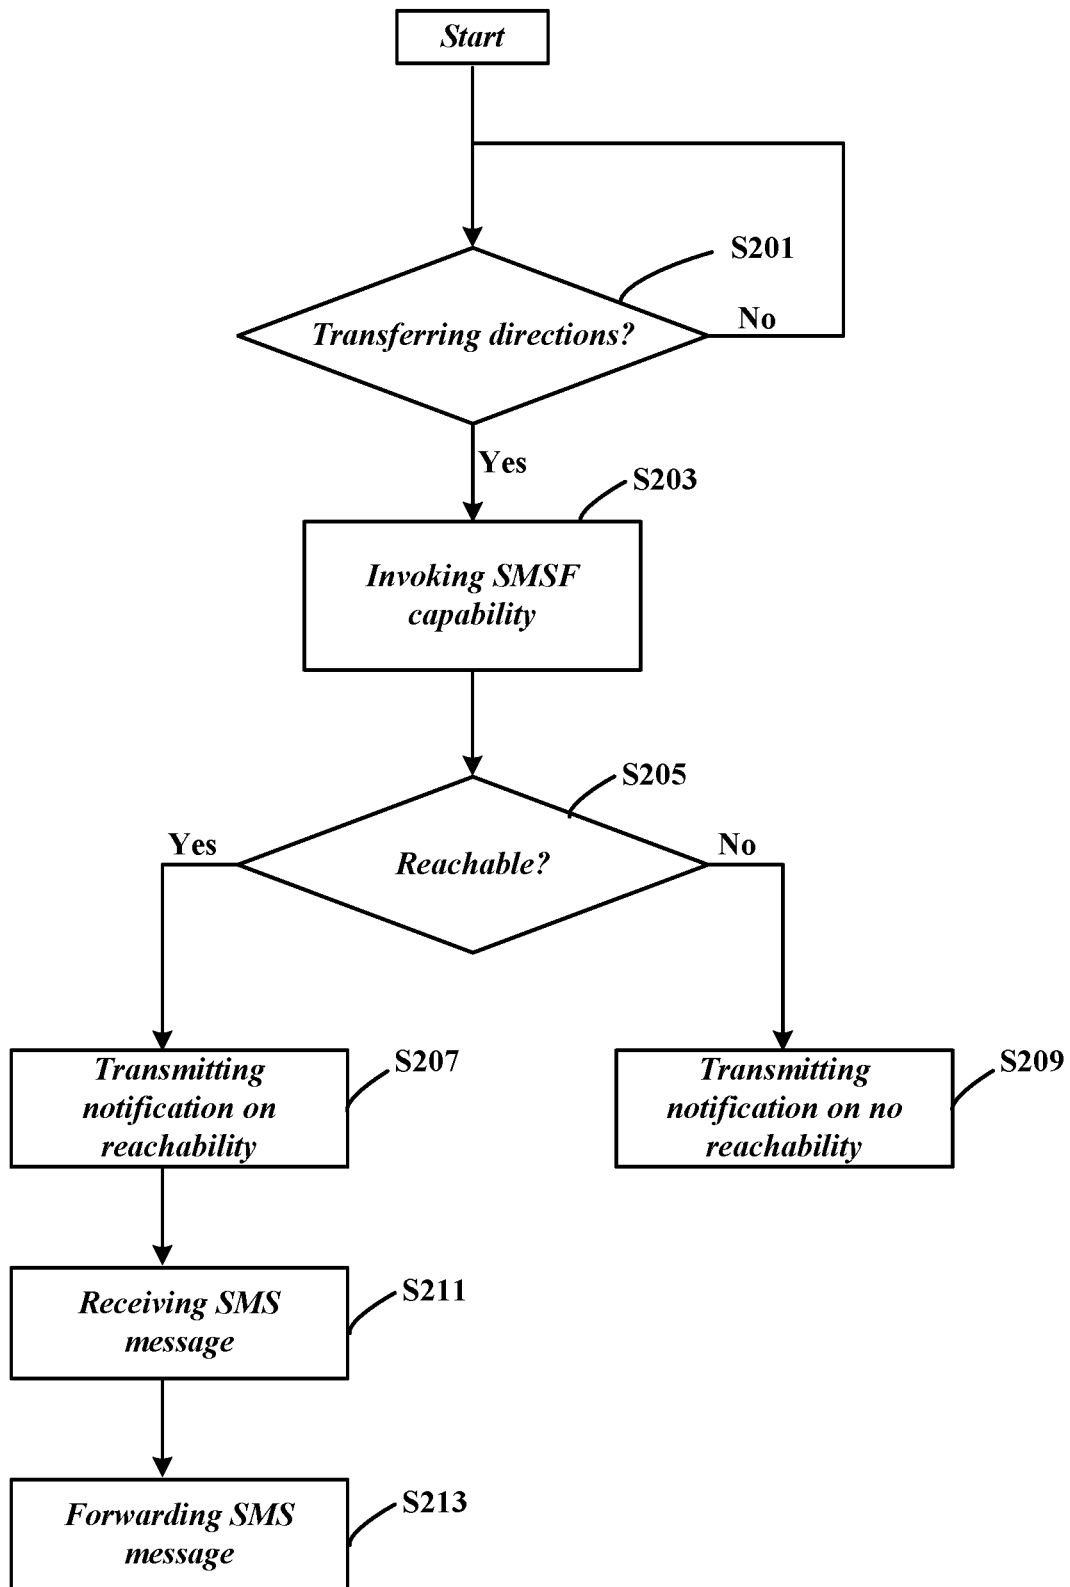 Start
S201
Transferring directions?
No
Yes
S203
Invoking SMSF
capability
S205
Yes
No
Reachable?
Transmitting
notification on
reachability
S207
Transmitting
notification on no
reachability
S209
Receiving SMS
message
S211
Forwarding SMS
message
S213